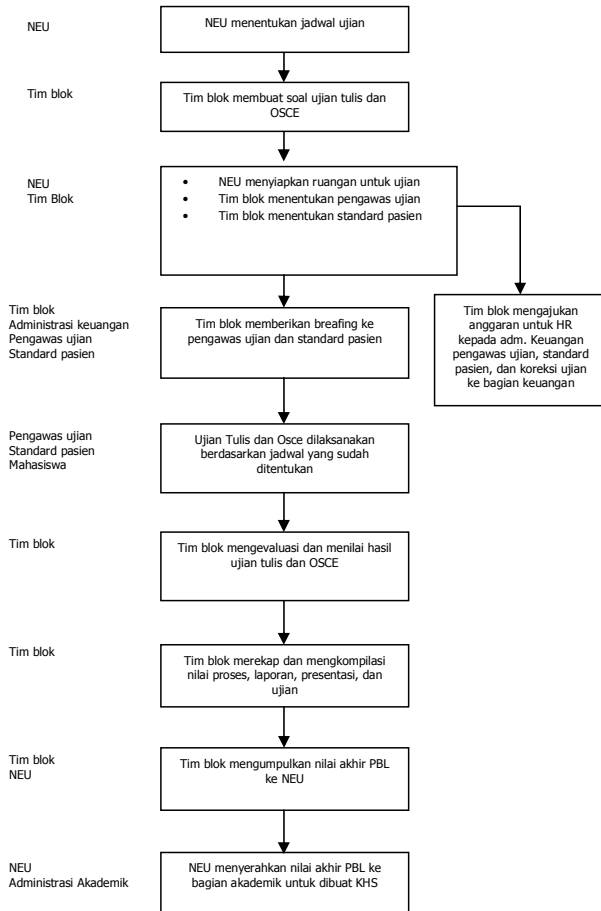 NEU
NEU menentukan jadwal ujian
Tim blok
Tim blok membuat soal ujian tulis dan
OSCE
NEU
Tim Blok
• NEU menyiapkan ruangan untuk ujian
• Tim blok menentukan pengawas ujian
• Tim blok menentukan standard pasien
Tim blok
Administrasi keuangan
Pengawas ujian
Standard pasien
Tim blok memberikan breafing ke
pengawas ujian dan standard pasien
Tim blok mengajukan
anggaran untuk HR
kepada adm. Keuangan
pengawas ujian, standard
pasien, dan koreksi ujian
ke bagian keuangan
Pengawas ujian
Standard pasien
Mahasiswa
Ujian Tulis dan Osce dilaksanakan
berdasarkan jadwal yang sudah
ditentukan
Tim blok
Tim blok mengevaluasi dan menilai hasil
ujian tulis dan OSCE
Tim blok
Tim blok merekap dan mengkompilasi
nilai proses, laporan, presentasi, dan
ujian
Tim blok
NEU
Tim blok mengumpulkan nilai akhir PBL
ke NEU
NEU
Administrasi Akademik
NEU menyerahkan nilai akhir PBL ke
bagian akademik untuk dibuat KHS